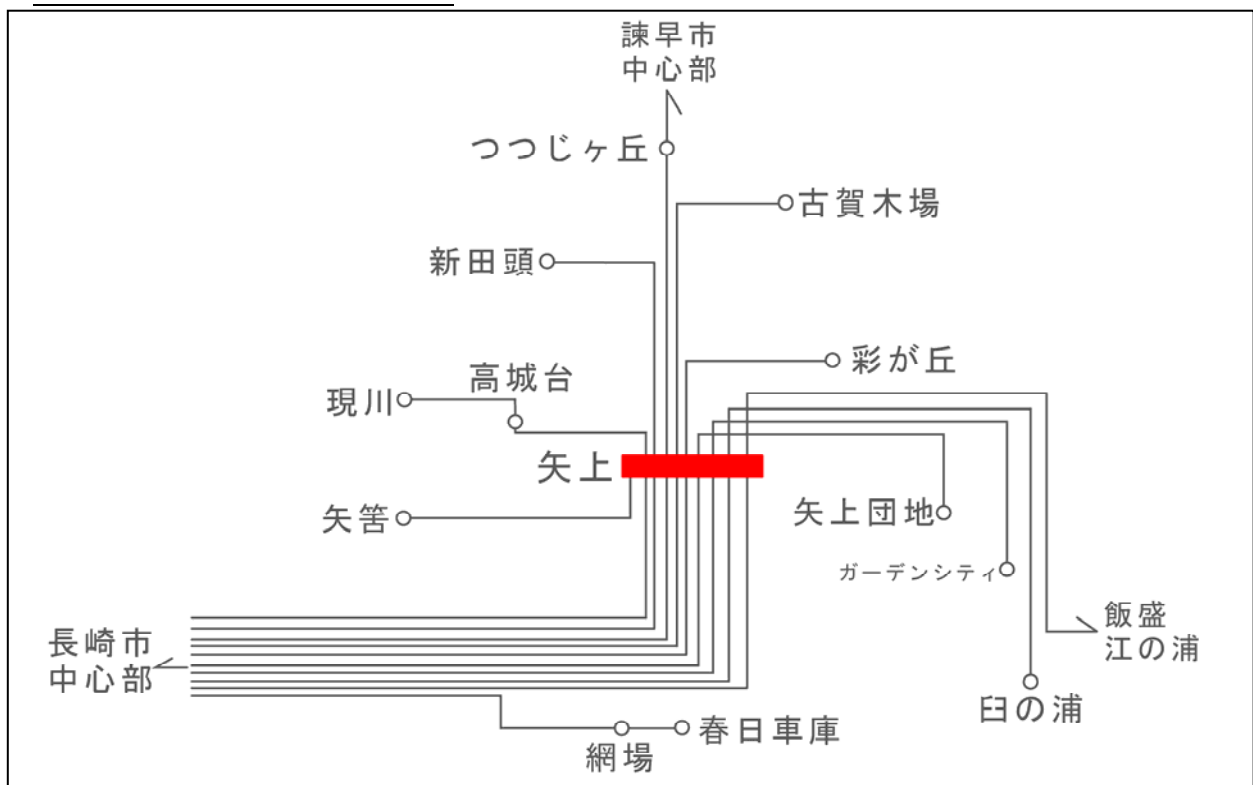 諫早市
中心部
つつじヶ丘
古賀木場
新田頭
彩が丘
高城台
現川
矢上
矢筈
矢上団地
ガーデンシティ
飯盛
江の浦
長崎市
中心部
臼の浦
春日車庫
網場